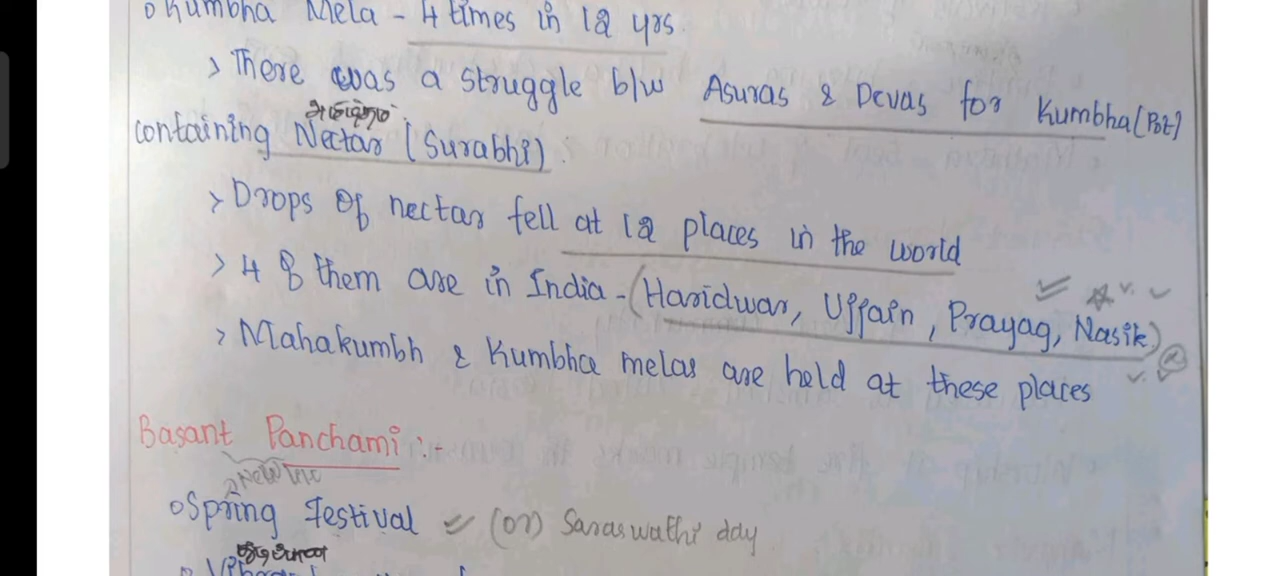 Kumbha Mela - 4 times in 12 yrs.
> There was a struggle b/w Asuras & Devas for Kumbha (Pot)
containing Nectar (Surabhi).
> Drops of nectar fell at 12 places in the world
> 4 of them are in India - (Haridwar, Ujjain, Prayag, Nasik)
> Mahakumbh & Kumbha melas are held at these places
Basant Panchami :-
Spring Festival (or) Saraswathi day